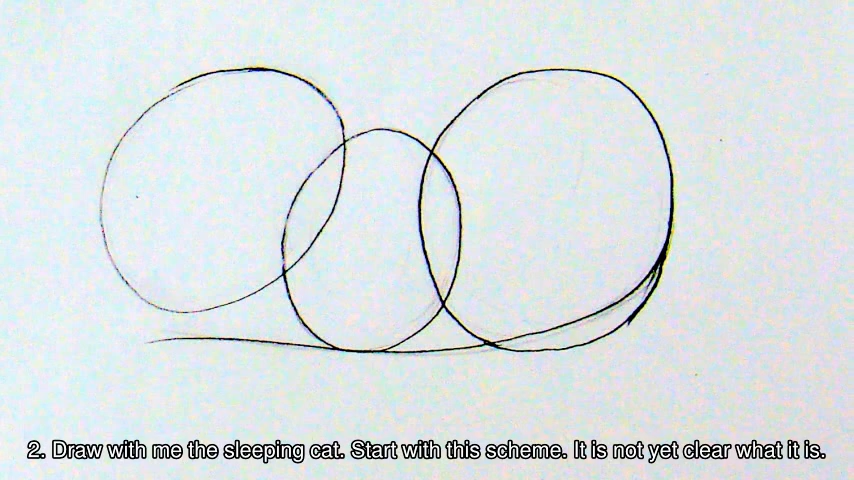 2. Draw with me the sleeping cat. Start with this scheme. It is not yet clear what it is.